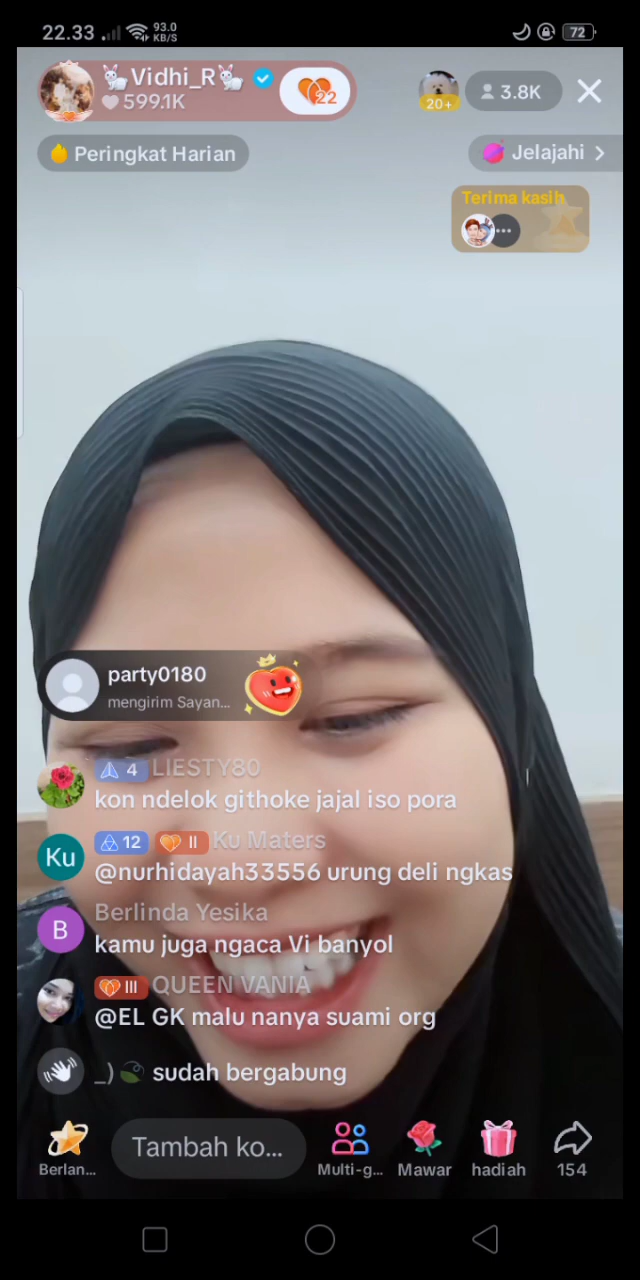 22.33
93.0
KB/S
72
Vidhi_R
599.1K
22
20+
3.8K
Peringkat Harian
Jelajahi
Terima kasih
party0180
mengirim Sayan...
4 LIESTY80
kon ndelok githoke jajal iso pora
Ku
12 II Ku Maters
@nurhidayah33556 urung deli ngkas
B
Berlinda Yesika
kamu juga ngaca Vi banyol
III QUEEN VANIA
@EL GK malu nanya suami org
_) sudah bergabung
Berlan...
Tambah ko...
Multi-g...
Mawar
hadiah
154